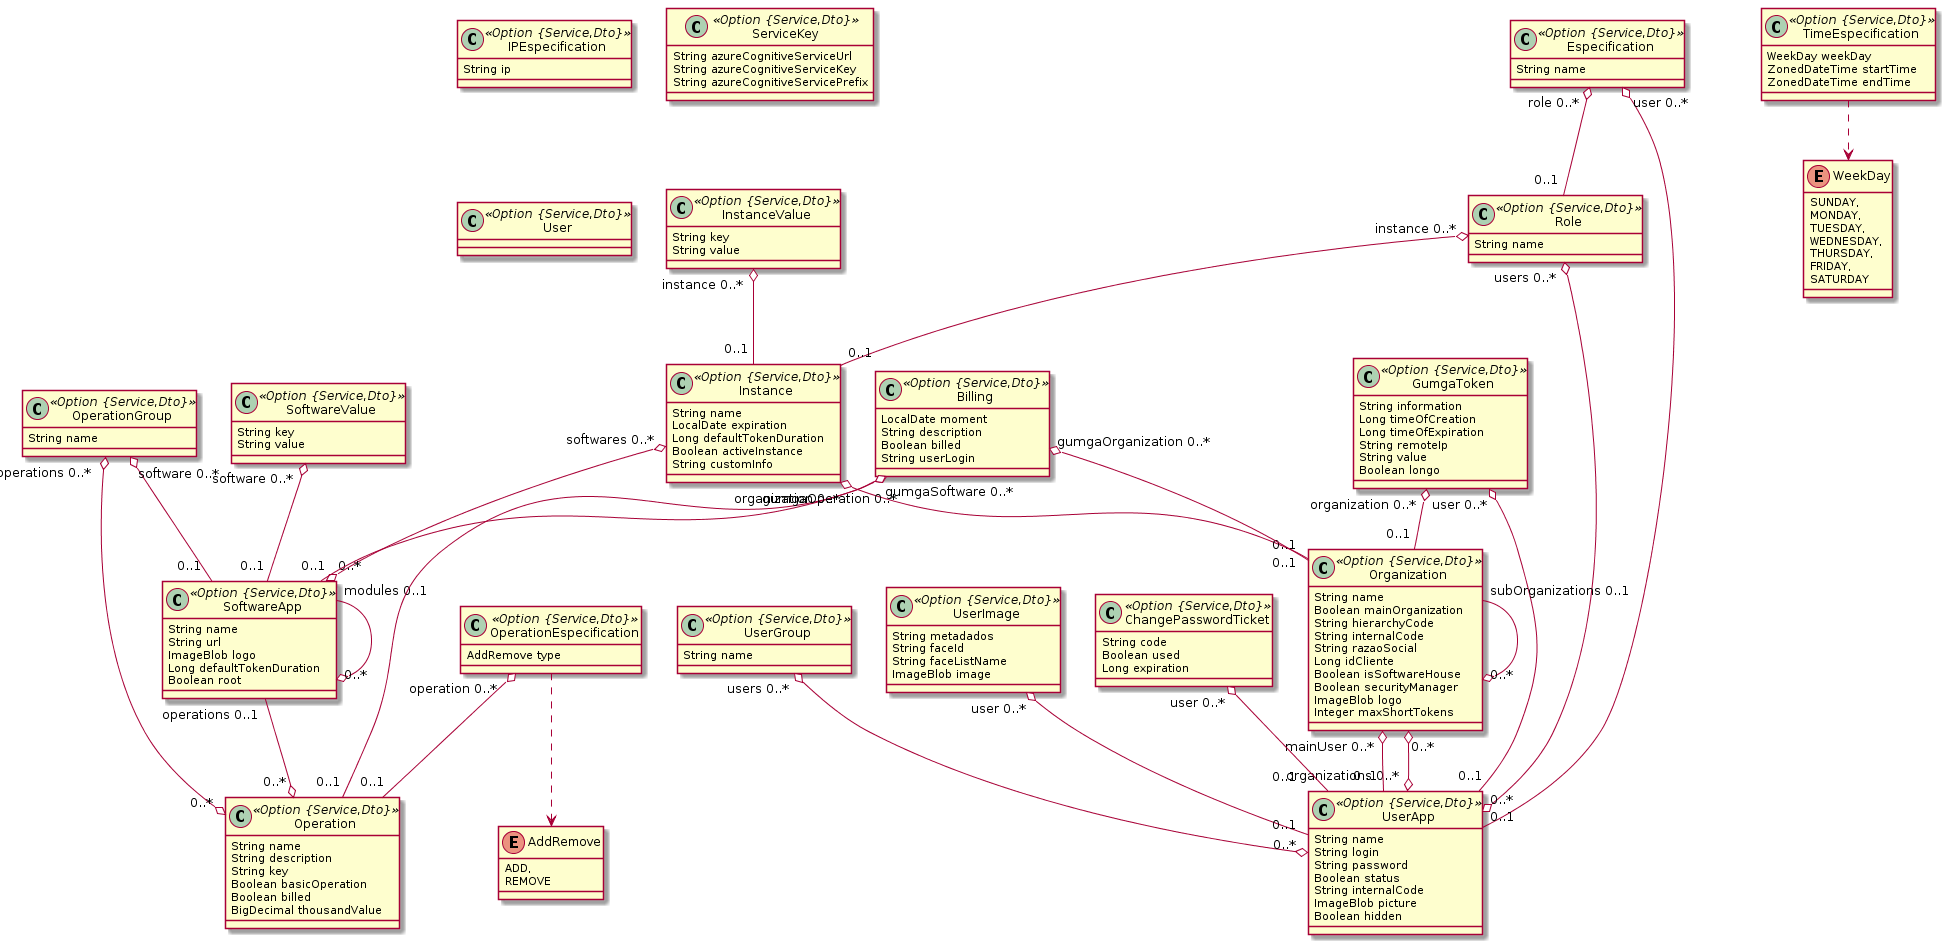 «Option {Service,Dto}»
IPEspecification
String ip
«Option {Service,Dto}»
ServiceKey
String azureCognitiveServiceUrl
String azureCognitiveServiceKey
String azureCognitiveServicePrefix
«Option {Service,Dto}»
Especification
String name
role 0..*
user 0..*
«Option {Service,Dto}»
TimeEspecification
WeekDay weekDay
ZonedDateTime startTime
ZonedDateTime endTime
WeekDay
SUNDAY,
MONDAY,
TUESDAY,
WEDNESDAY,
THURSDAY,
FRIDAY,
SATURDAY
«Option {Service,Dto}»
User
«Option {Service,Dto}»
InstanceValue
String key
String value
instance 0..*
0..1
0..1
«Option {Service,Dto}»
Role
String name
instance 0..*
users 0..*
0..1
«Option {Service,Dto}»
OperationGroup
String name
operations 0..*
software 0..*
«Option {Service,Dto}»
SoftwareValue
String key
String value
software 0..*
«Option {Service,Dto}»
Instance
String name
LocalDate expiration
Long defaultTokenDuration
Boolean activeInstance
String customInfo
softwares 0..*
organization 0..*
«Option {Service,Dto}»
Billing
LocalDate moment
String description
Boolean billed
String userLogin
gumgaOrganization 0..*
gumgaOperation 0..*
gumgaSoftware 0..*
«Option {Service,Dto}»
GumgaToken
String information
Long timeOfCreation
Long timeOfExpiration
String remoteIp
String value
Boolean longo
organization 0..*
user 0..*
0..1
0..1
0..1
0..1
0..1
0..1
0..*
«Option {Service,Dto}»
SoftwareApp
String name
String url
ImageBlob logo
Long defaultTokenDuration
Boolean root
modules 0..1
0..*
operations 0..1
«Option {Service,Dto}»
OperationEspecification
AddRemove type
operation 0..*
«Option {Service,Dto}»
UserGroup
String name
users 0..*
«Option {Service,Dto}»
UserImage
String metadados
String faceId
String faceListName
ImageBlob image
user 0..*
«Option {Service,Dto}»
ChangePasswordTicket
String code
Boolean used
Long expiration
user 0..*
«Option {Service,Dto}»
Organization
String name
Boolean mainOrganization
String hierarchyCode
String internalCode
String razaoSocial
Long idCliente
Boolean isSoftwareHouse
Boolean securityManager
ImageBlob logo
Integer maxShortTokens
subOrganizations 0..1
0..*
mainUser 0..*
0..*
organizations 0..*
0..1
0..1
0..1
0..*
0..1
0..1
0..*
0..*
0..*
0..1
0..1
«Option {Service,Dto}»
Operation
String name
String description
String key
Boolean basicOperation
Boolean billed
BigDecimal thousandValue
AddRemove
ADD,
REMOVE
«Option {Service,Dto}»
UserApp
String name
String login
String password
Boolean status
String internalCode
ImageBlob picture
Boolean hidden